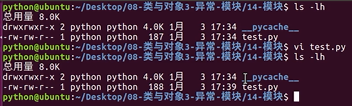 python@ubuntu:~/Desktop/08-类与对象3-异常-模块/14-模块$ ls -lh
总用量 8.0K
drwxrwxr-x 2 python python 4.0K 1月   3 17:34 __pycache__
-rw-rw-r-- 1 python python  187 1月   3 17:34 test.py
python@ubuntu:~/Desktop/08-类与对象3-异常-模块/14-模块$ vi test.py
python@ubuntu:~/Desktop/08-类与对象3-异常-模块/14-模块$ ls -lh
总用量 8.0K
drwxrwxr-x 2 python python 4.0K 1月   3 17:34 __pycache__
-rw-rw-r-- 1 python python  188 1月   3 17:39 test.py
python@ubuntu:~/Desktop/08-类与对象3-异常-模块/14-模块$